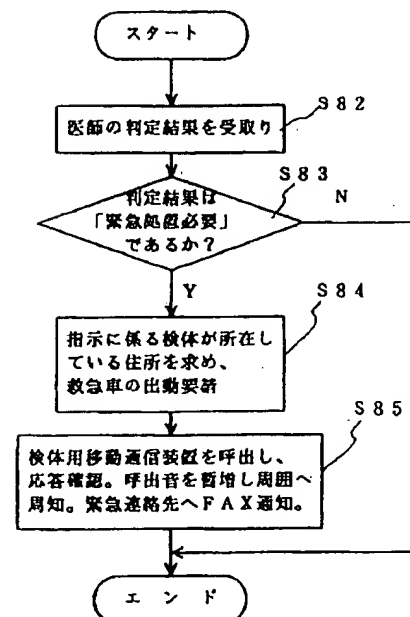 スタート
S82
医師の判定結果を受取り
S83
判定結果は
N
「緊急処置必要」
であるか?
Y
S84
指示に係る検体が所在し
ている住所を求め、
救急車の出動要請
S85
検体用移動通信装置を呼出し、
応答確認。呼出音を暫増し周囲へ
周知。緊急連絡先へFAX通知。
エンド